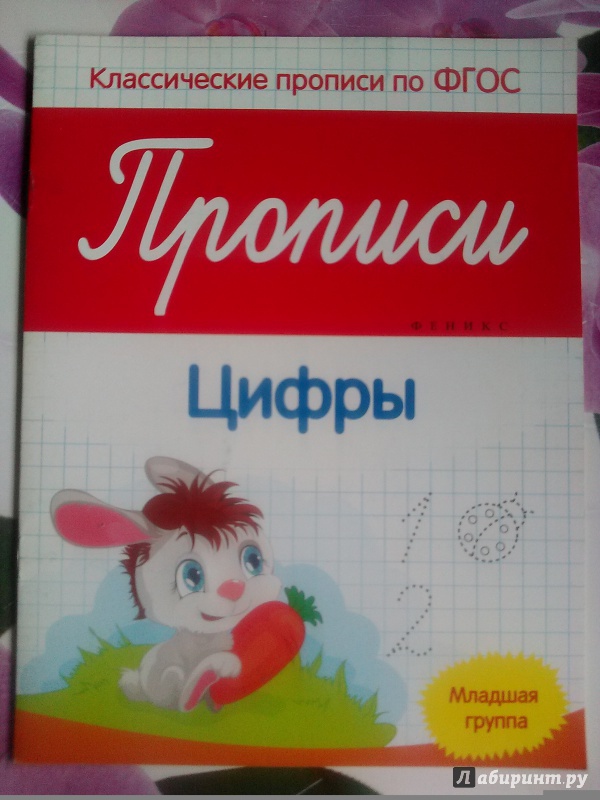 Классические прописи по ФГОС
Прописи
ФЕНИКС
Цифры
1
2
Младшая
группа
Лабиринт.ру